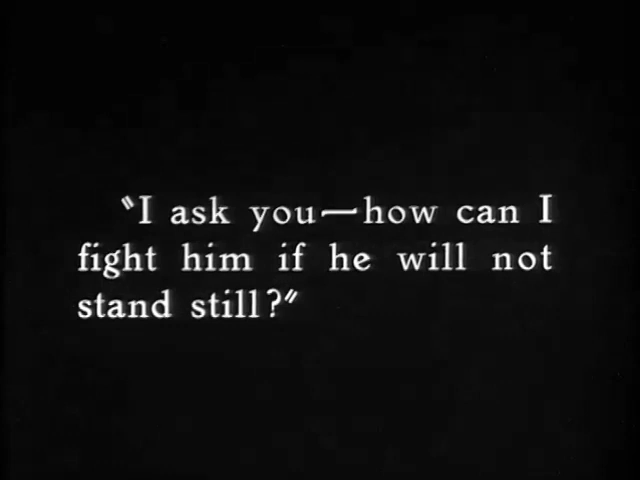 "I ask you—how can I
fight him if he will not
stand still?"